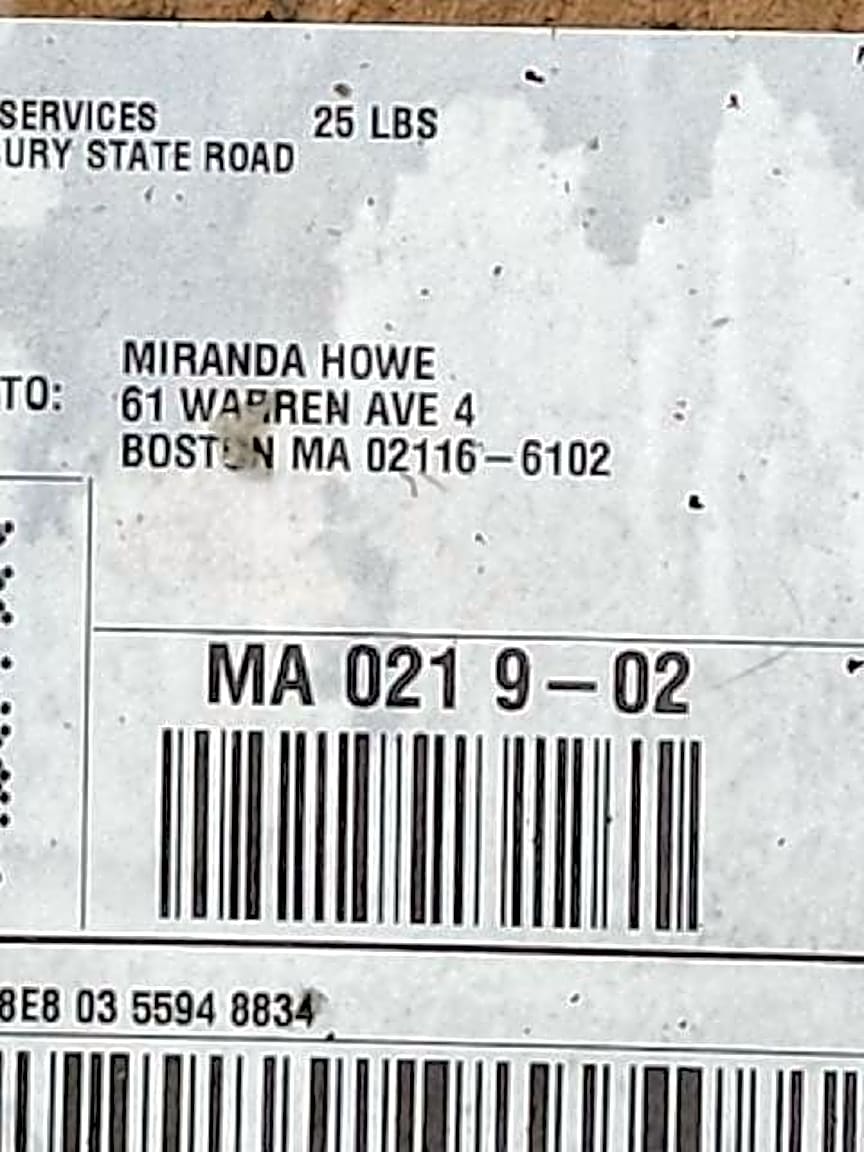 SERVICES 25 LBS
URY STATE ROAD
TO: MIRANDA HOWE
61 WARREN AVE 4
BOSTON MA 02116-6102
MA 021 9-02
8E8 03 5594 8834